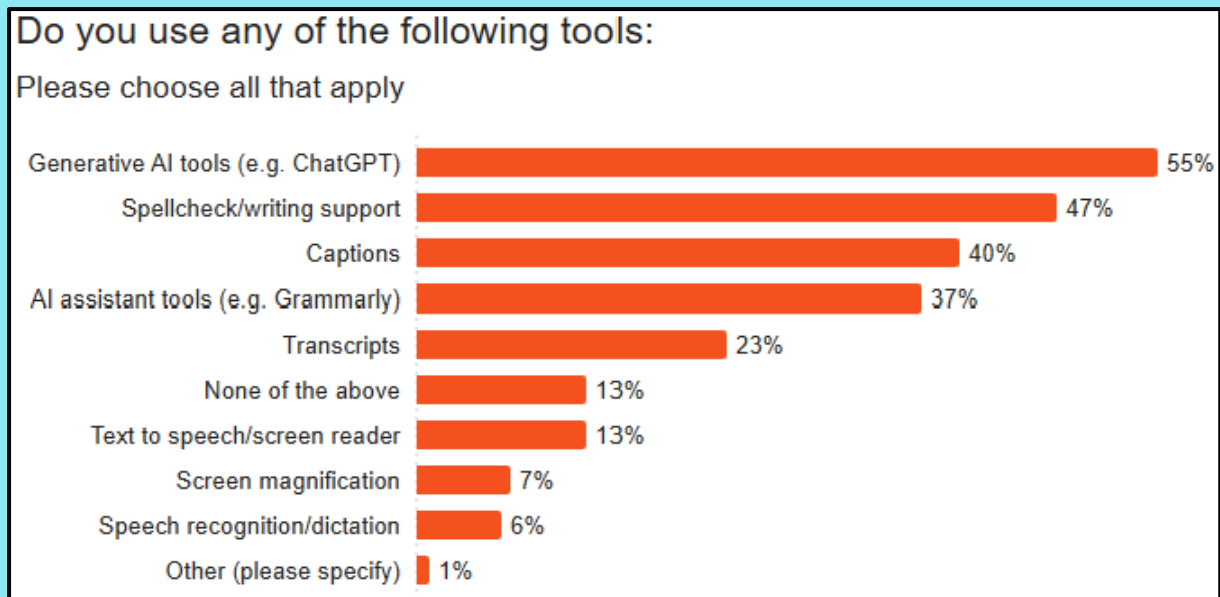 Do you use any of the following tools:
Please choose all that apply
Generative AI tools (e.g. ChatGPT) 55%
Spellcheck/writing support 47%
Captions 40%
AI assistant tools (e.g. Grammarly) 37%
Transcripts 23%
None of the above 13%
Text to speech/screen reader 13%
Screen magnification 7%
Speech recognition/dictation 6%
Other (please specify) 1%